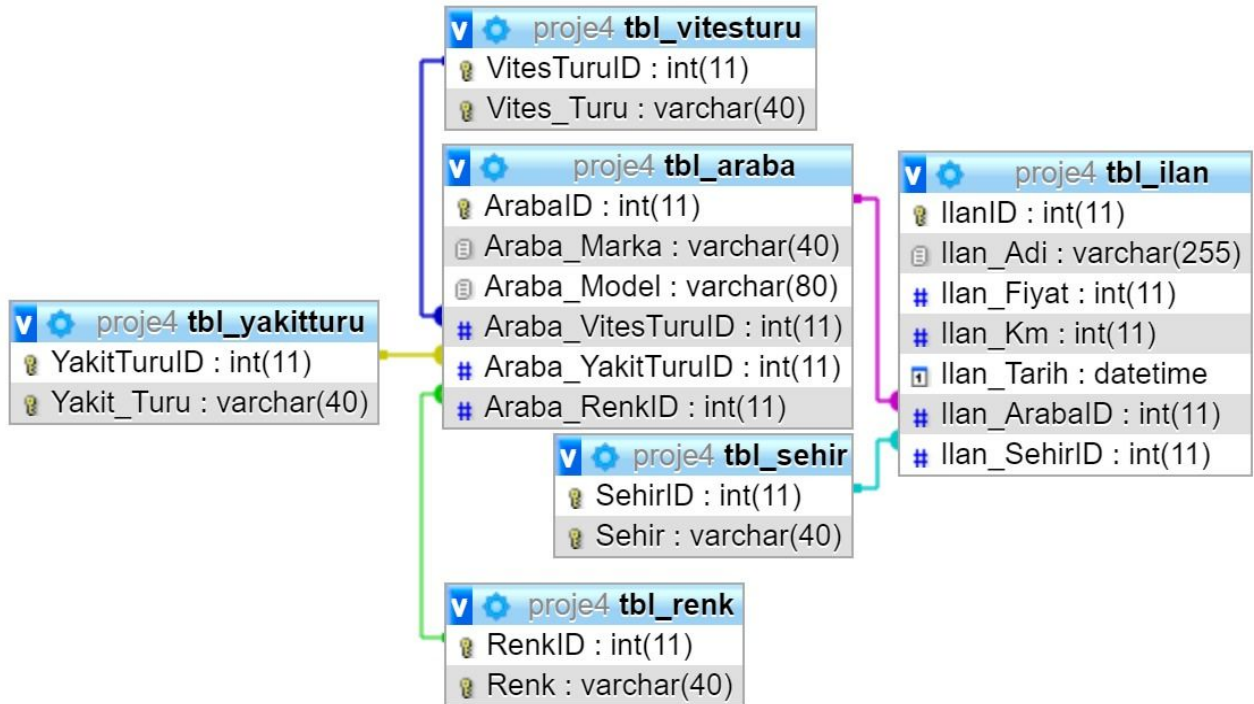 proje4 tbl_vitesturu
VitesTuruID : int(11)
Vites_Turu : varchar(40)
proje4 tbl_araba
ArabaID : int(11)
Araba_Marka : varchar(40)
Araba_Model : varchar(80)
Araba_VitesTuruID : int(11)
Araba_YakitTuruID : int(11)
Araba_RenkID : int(11)
proje4 tbl_ilan
IlanID : int(11)
Ilan_Adi : varchar(255)
Ilan_Fiyat : int(11)
Ilan_Km : int(11)
Ilan_Tarih : datetime
Ilan_ArabaID : int(11)
Ilan_SehirID : int(11)
proje4 tbl_yakitturu
YakitTuruID : int(11)
Yakit_Turu : varchar(40)
proje4 tbl_sehir
SehirID : int(11)
Sehir : varchar(40)
proje4 tbl_renk
RenkID : int(11)
Renk : varchar(40)